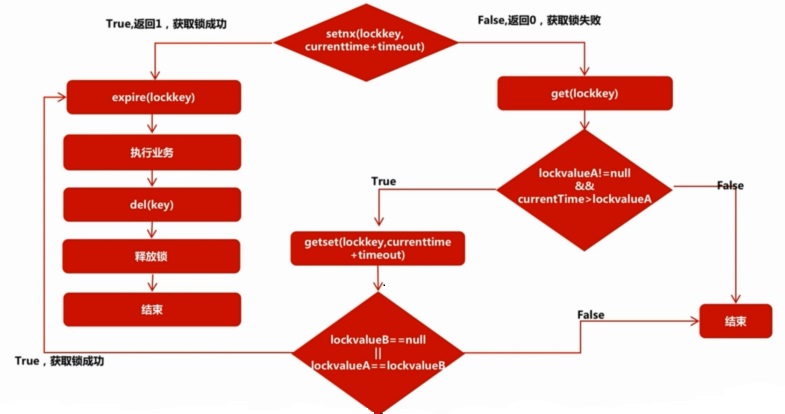 True,返回1，获取锁成功
setnx(lockkey,
currenttime+timeout)
False,返回0，获取锁失败
expire(lockkey)
get(lockkey)
执行业务
lockvalueA!=null
&&
currentTime>lockvalueA
True
False
del(key)
getset(lockkey,currenttime
+timeout)
释放锁
结束
lockvalueB==null
||
lockvalueA==lockvalueB
False
结束
True，获取锁成功